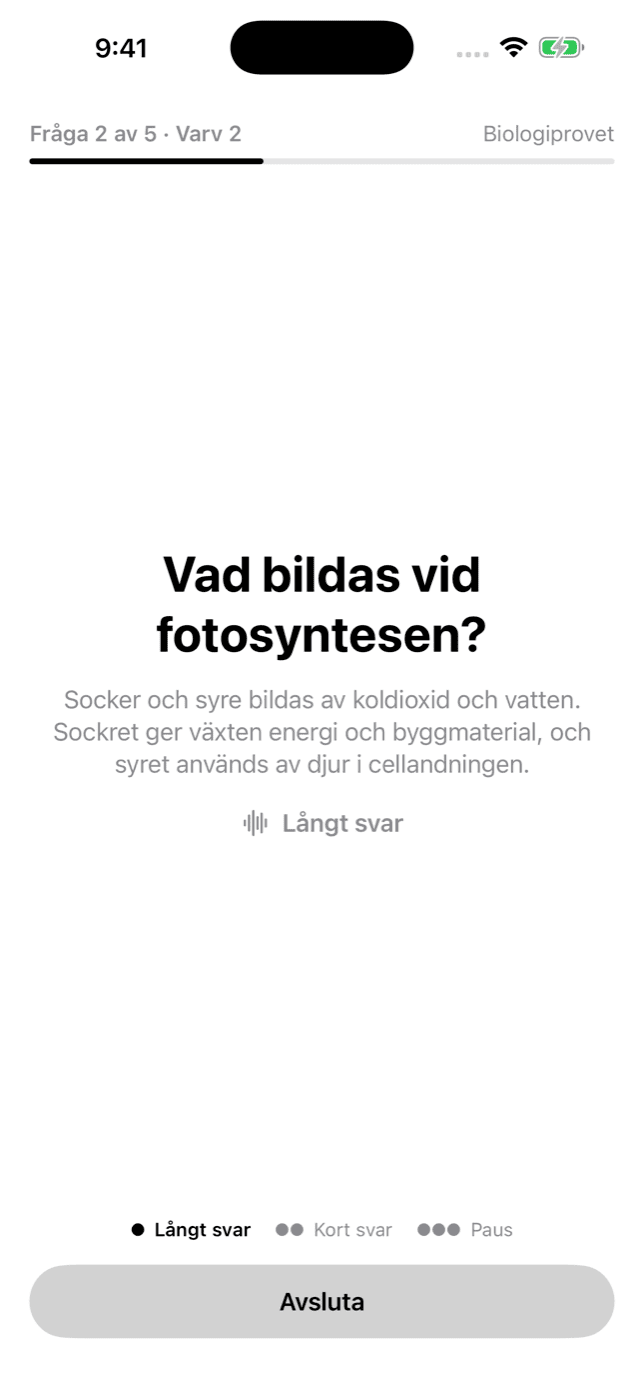 9:41
Fråga 2 av 5 · Varv 2
Biologiprovet
Vad bildas vid
fotosyntesen?
Socker och syre bildas av koldioxid och vatten.
Sockret ger växten energi och byggmaterial, och
syret används av djur i cellandningen.
Långt svar
Långt svar
Kort svar
Paus
Avsluta